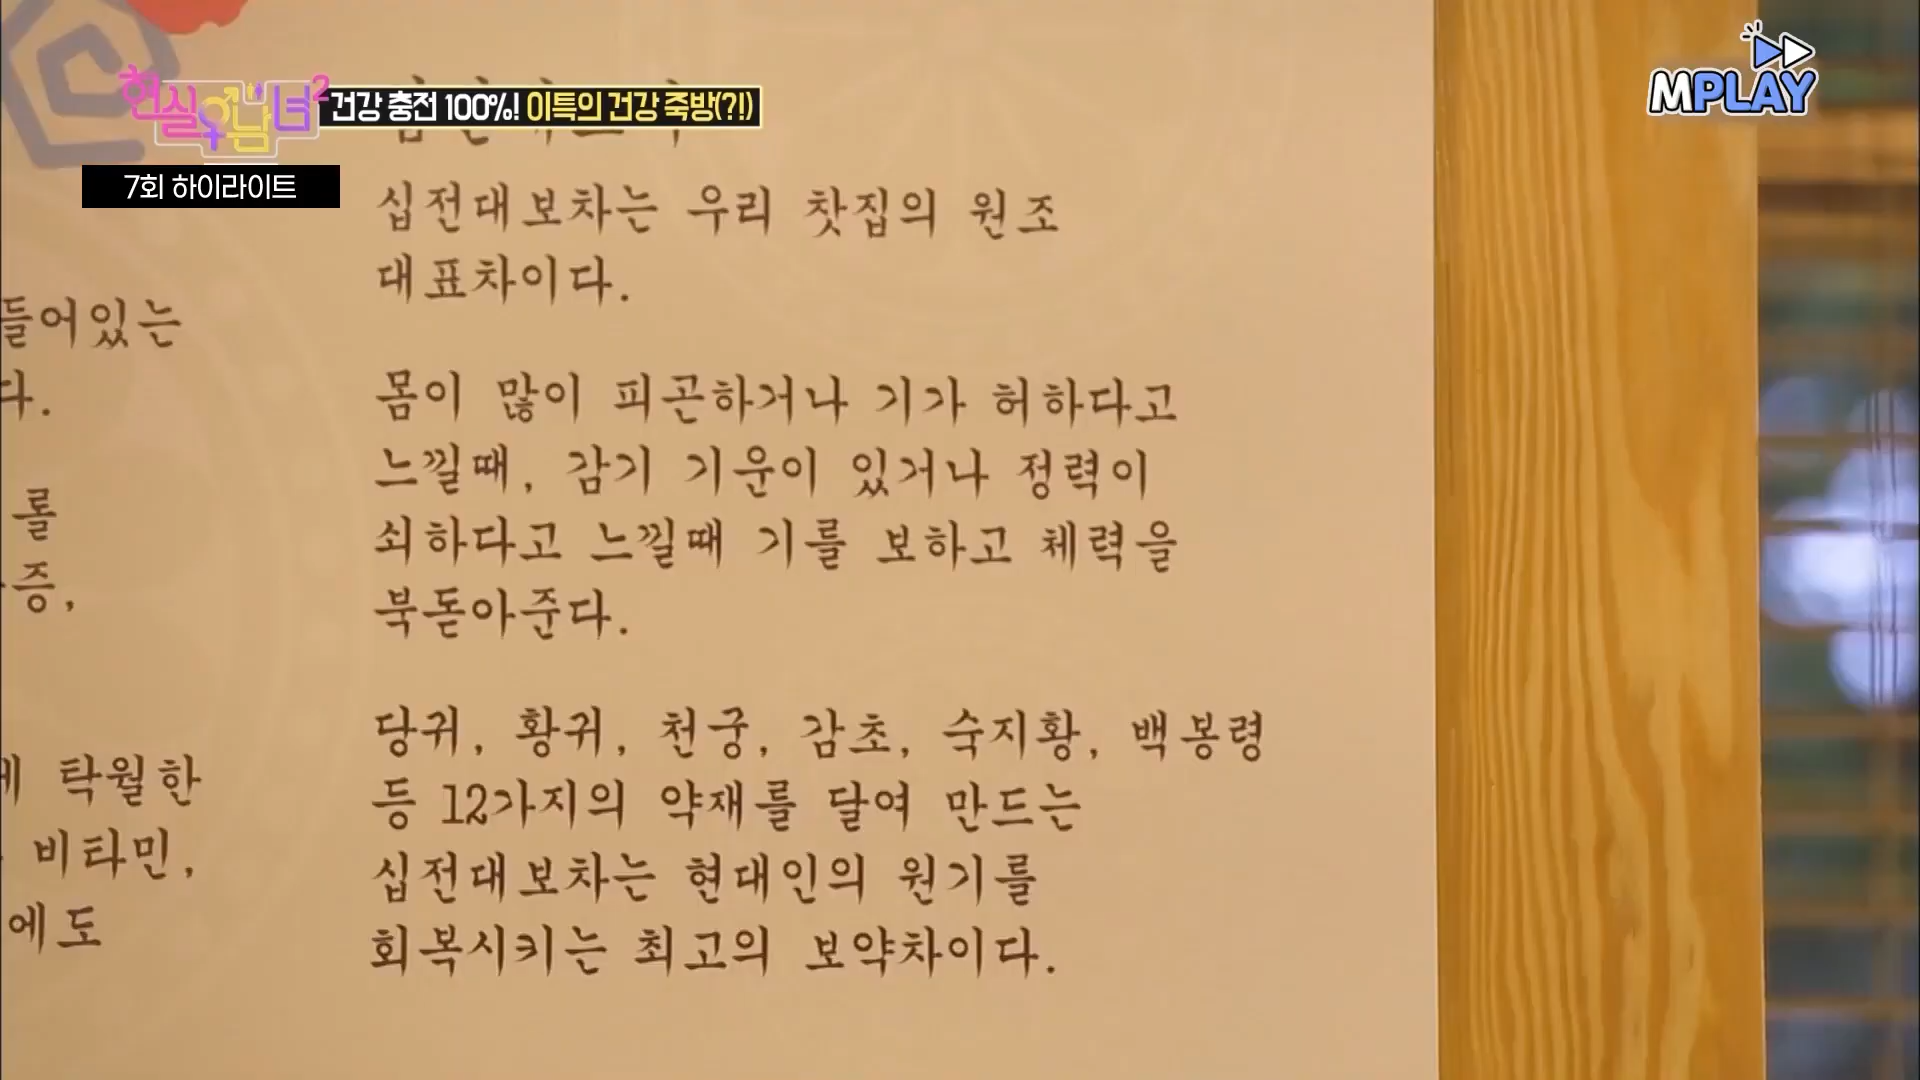 현실남녀2
건강 충전 100%! 이특의 건강 죽방(?!)
MPLAY
7회 하이라이트
십전대보차는 우리 찻집의 원조
대표차이다.
몸이 많이 피곤하거나 기가 허하다고
느낄때, 감기 기운이 있거나 정력이
쇠하다고 느낄때 기를 보하고 체력을
북돋아준다.
당귀, 황귀, 천궁, 감초, 숙지황, 백봉령
등 12가지의 약재를 달여 만드는
십전대보차는 현대인의 원기를
회복시키는 최고의 보약차이다.
들어있는
다.
를
증,
탁월한
비타민,
에도